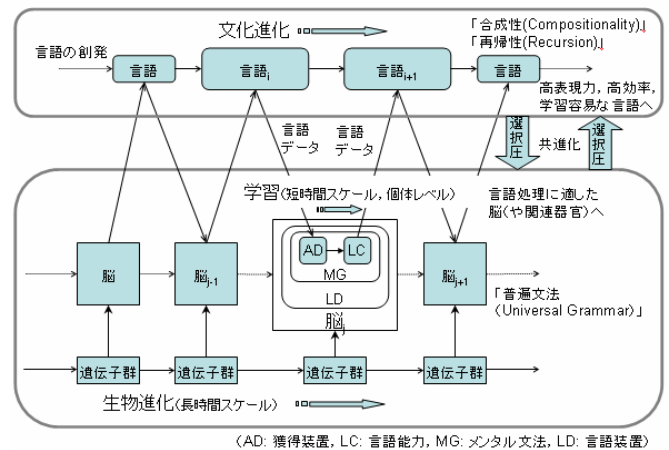 文化進化
「合成性(Compositionality)」
「再帰性(Recursion)」
言語の創発
言語
言語i
言語i+1
言語
高表現力, 高効率,
学習容易な言語へ
言語
データ
言語
データ
選択圧
共進化
選択圧
学習(短時間スケール, 個体レベル)
言語処理に適した
脳(や関連器官)へ
AD
LC
MG
LD
脳
脳j-1
脳j
脳j+1
「普遍文法
(Universal Grammar)」
遺伝子群
遺伝子群
遺伝子群
遺伝子群
生物進化(長時間スケール)
(AD: 獲得装置, LC: 言語能力, MG: メンタル文法, LD: 言語装置)